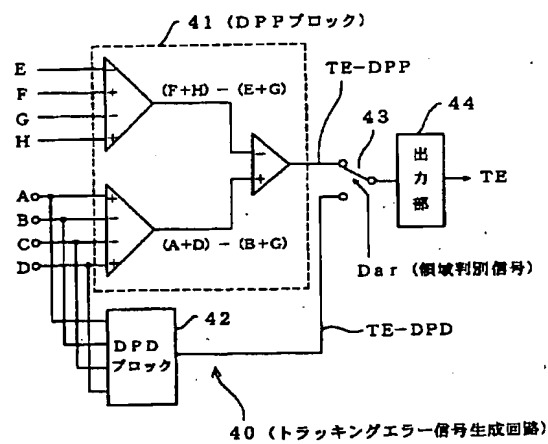 41 (DPPブロック)
E
F
G
H
(F+H) − (E+G)
TE-DPP
43
44
出力部
TE
A
B
C
D
(A+D) − (B+G)
Dar (領域判別信号)
42
DPD
ブロック
TE-DPD
40 (トラッキングエラー信号生成回路)